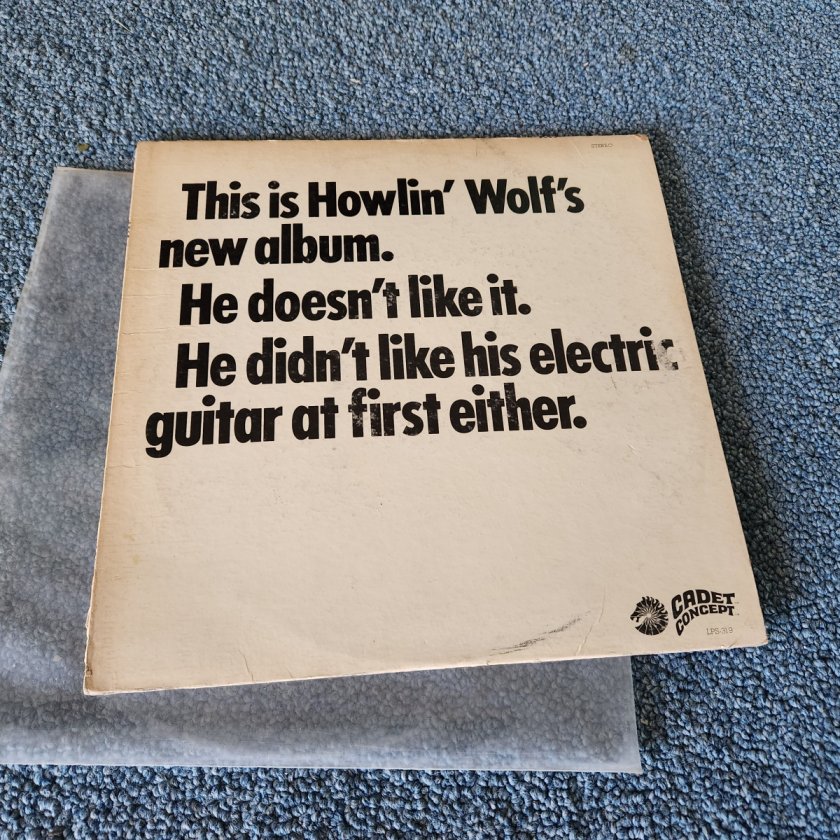 STEREO
This is Howlin' Wolf's
new album.
He doesn't like it.
He didn't like his electric
guitar at first either.
CADET
CONCEPT
LPS-319